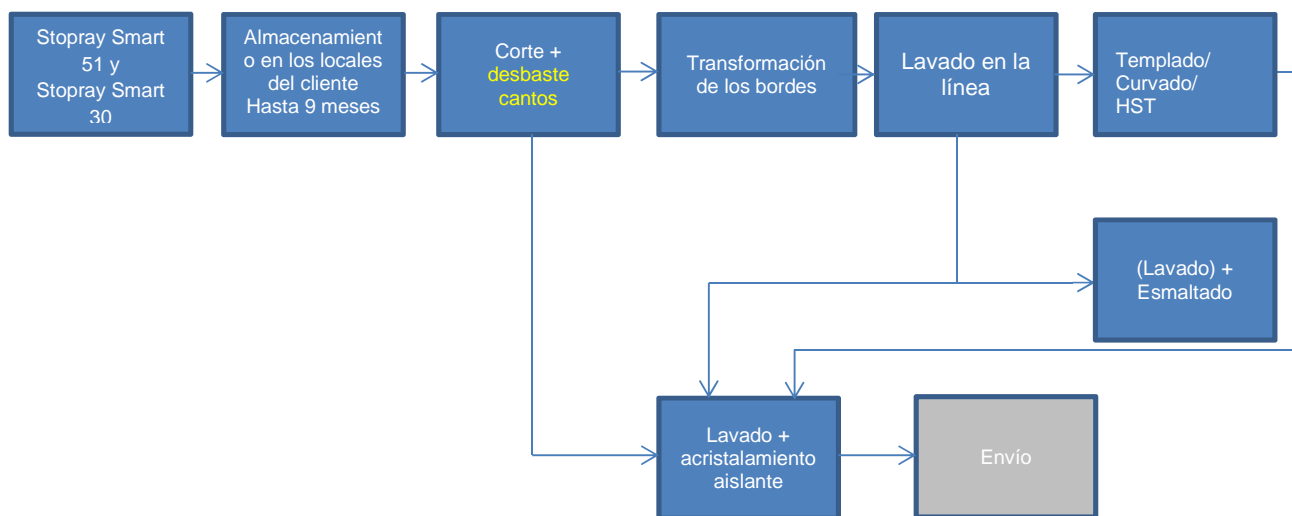 Stopray Smart
51 y
Stopray Smart
30
Almacenamient
o en los locales
del cliente
Hasta 9 meses
Corte +
desbaste
cantos
Transformación
de los bordes
Lavado en la
línea
Templado/
Curvado/
HST
(Lavado) +
Esmaltado
Lavado +
acristalamiento
aislante
Envío